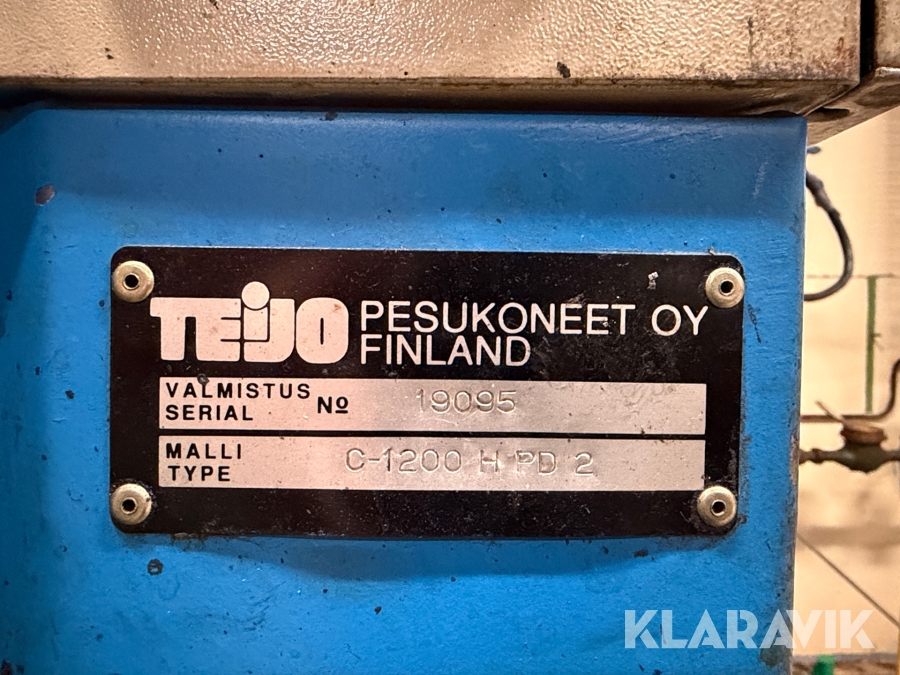 TEIJO PESUKONEET OY
FINLAND
VALMISTUS
SERIAL Nº 19095
MALLI
TYPE C-1200 H PD 2
KLARAVIK